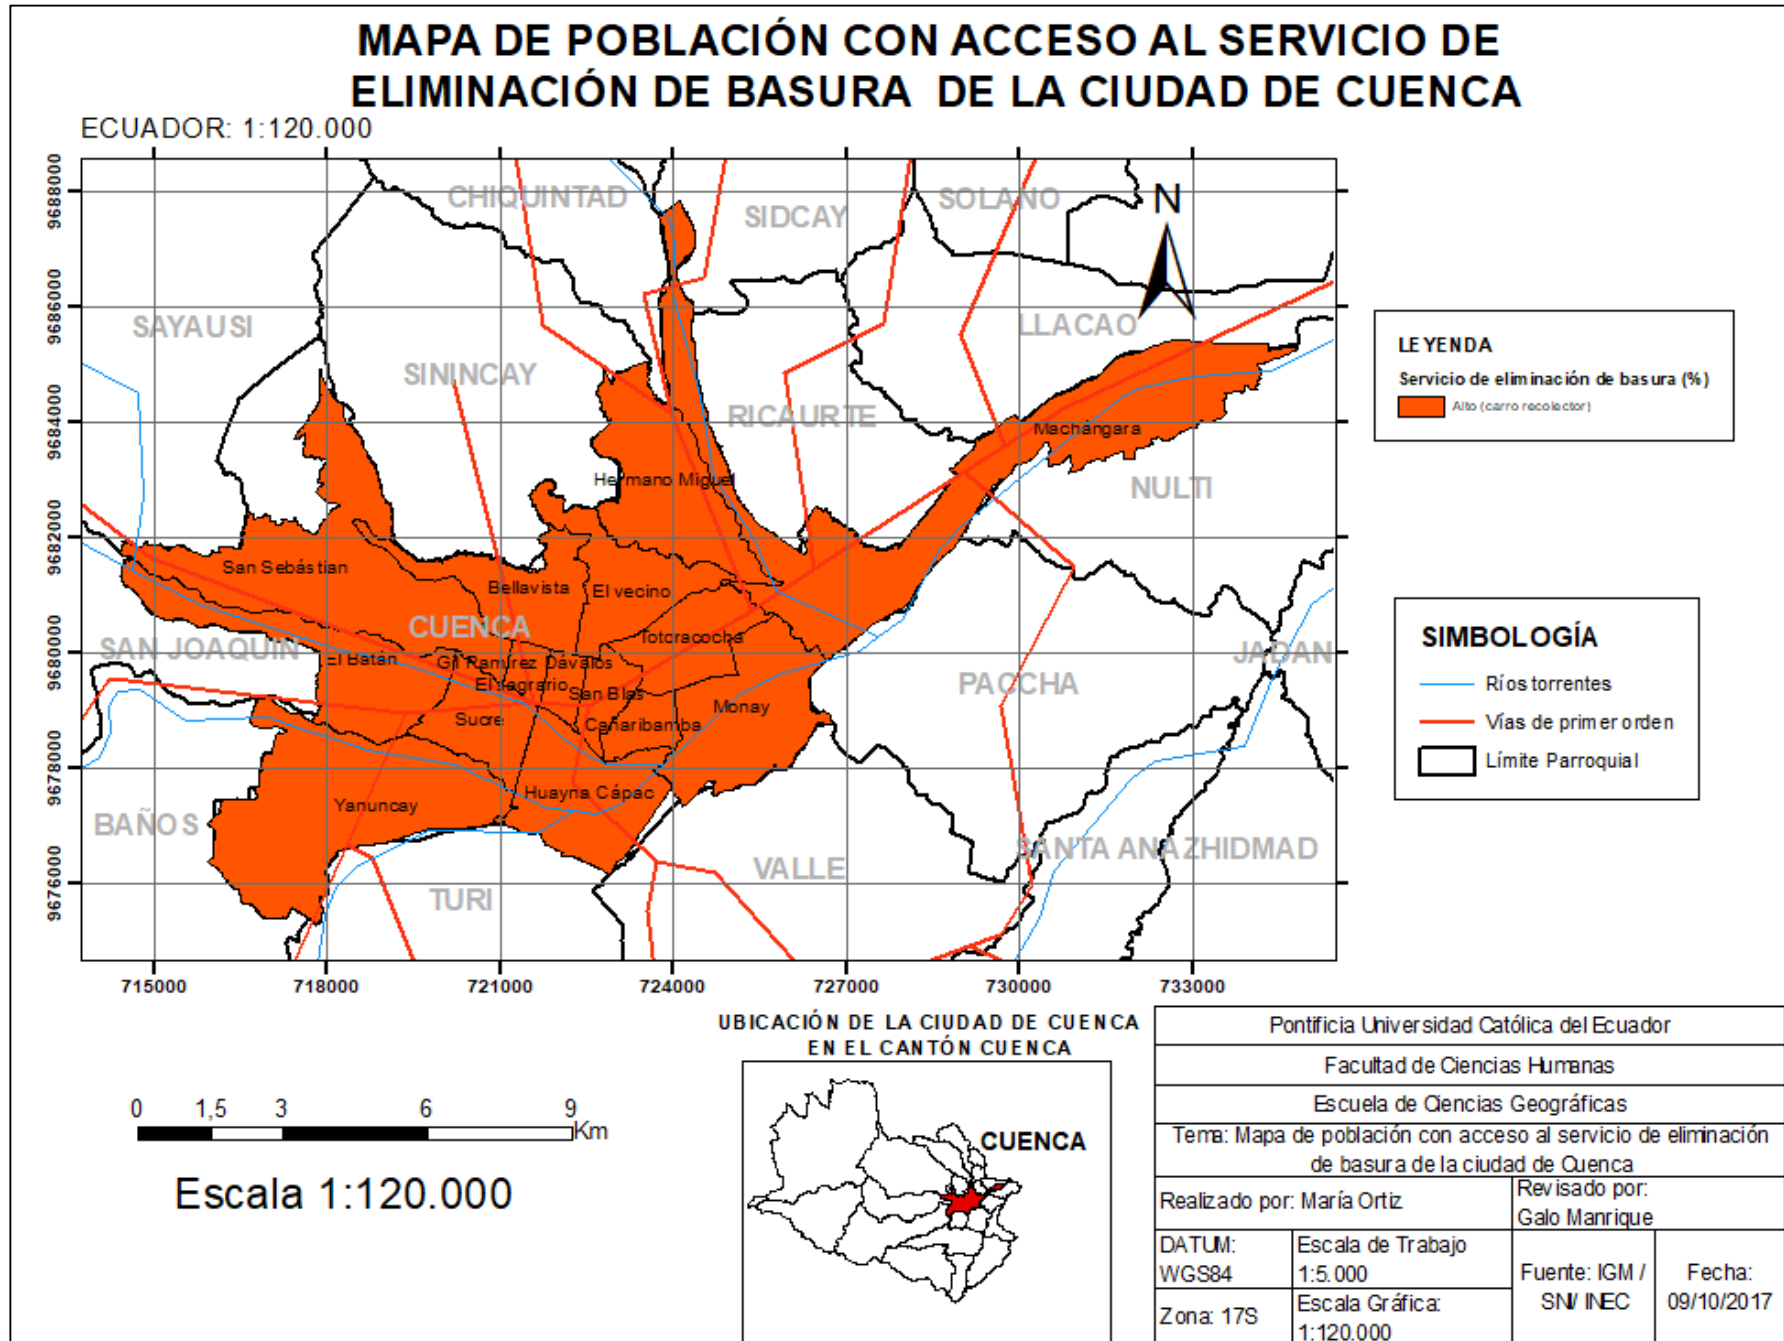 MAPA DE POBLACIÓN CON ACCESO AL SERVICIO DE
ELIMINACIÓN DE BASURA DE LA CIUDAD DE CUENCA
ECUADOR: 1:120.000
9688000
9686000
9684000
9682000
9680000
9678000
9676000
CHIQUINTAD
SIDCAY
SOLANO
N
SAYAUSI
LLACAO
SININCAY
RICAURTE
Machángara
Hermano Miguel
NULTI
San Sebástian
Bellavista
El vecino
CUENCA
Totoracocha
SAN JOAQUIN
El Batán
Gil Ramírez Dávalos
JADAN
El sagrario
San Blas
PACCHA
Sucre
Cañaribamba
Monay
Yanuncay
Huayna Cápac
BAÑOS
SANTA ANA
ZHIDMAD
TURI
VALLE
715000
718000
721000
724000
727000
730000
733000
LEYENDA
Servicio de eliminación de basura (%)
Alto (carro recolector)
SIMBOLOGÍA
Ríos torrentes
Vías de primer orden
Límite Parroquial
0 1,5 3 6 9
Km
Escala 1:120.000
UBICACIÓN DE LA CIUDAD DE CUENCA
EN EL CANTÓN CUENCA
CUENCA
Pontificia Universidad Católica del Ecuador
Facultad de Ciencias Humanas
Escuela de Ciencias Geográficas
Tema: Mapa de población con acceso al servicio de eliminación
de basura de la ciudad de Cuenca
Realizado por: María Ortiz
Revisado por:
Galo Manrique
DATUM:
WGS84
Escala de Trabajo
1:5.000
Zona: 17S
Escala Gráfica:
1:120.000
Fuente: IGM /
SNI/ INEC
Fecha:
09/10/2017